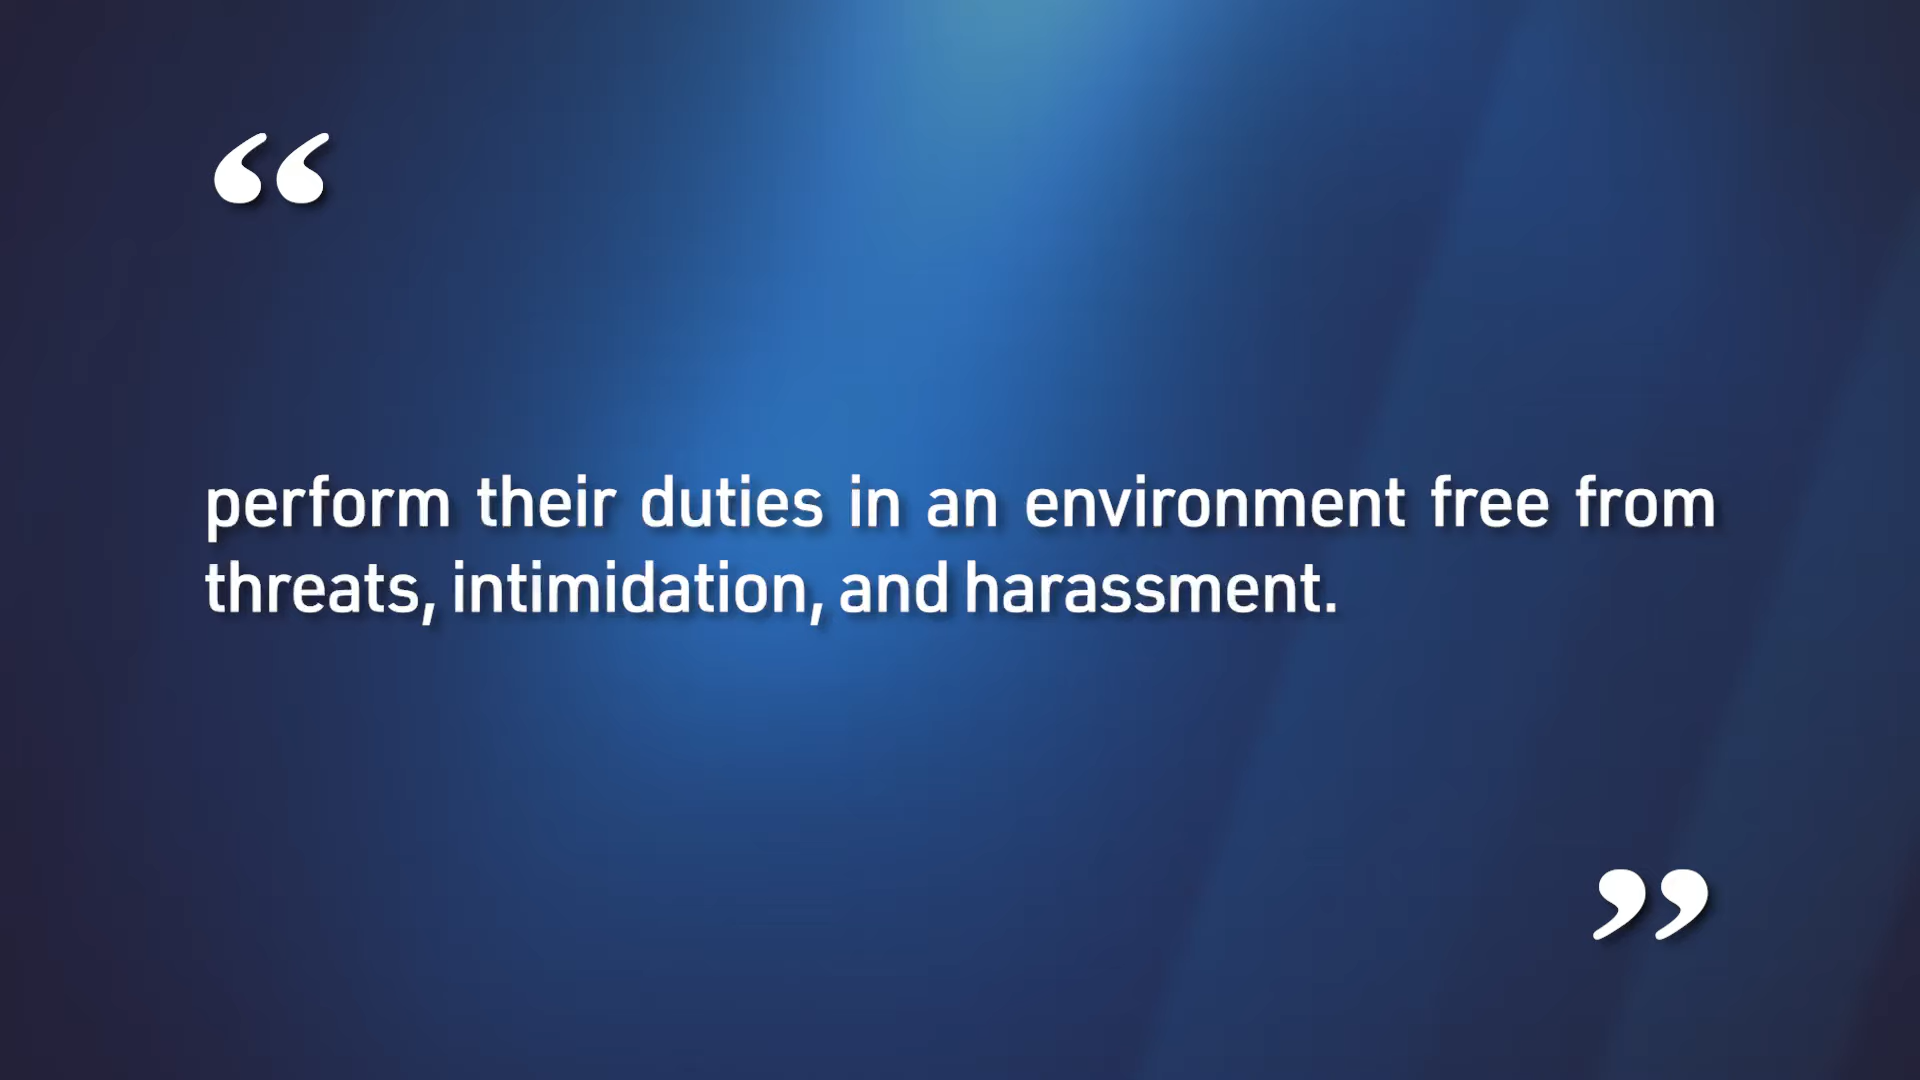 “
perform their duties in an environment free from
threats, intimidation, and harassment.
”